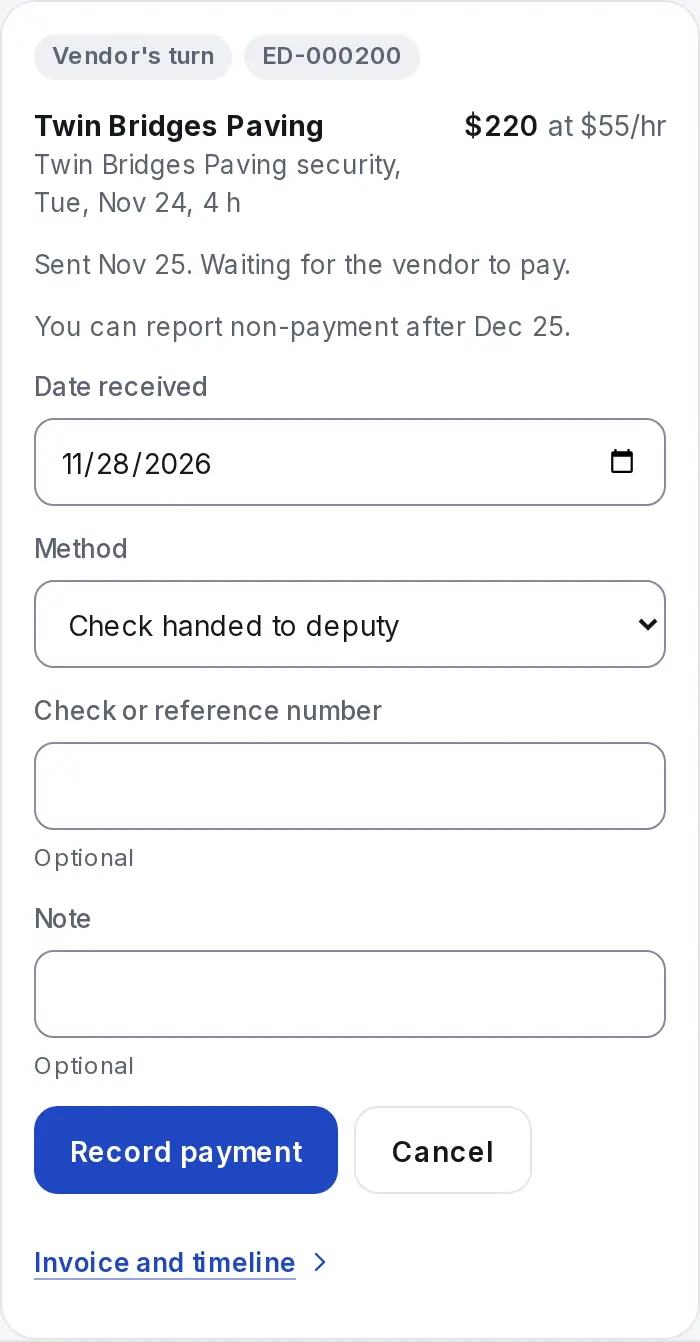 Vendor's turn ED-000200
Twin Bridges Paving $220 at $55/hr
Twin Bridges Paving security,
Tue, Nov 24, 4 h
Sent Nov 25. Waiting for the vendor to pay.
You can report non-payment after Dec 25.
Date received
11/28/2026
Method
Check handed to deputy
Check or reference number
Optional
Note
Optional
Record payment Cancel
Invoice and timeline